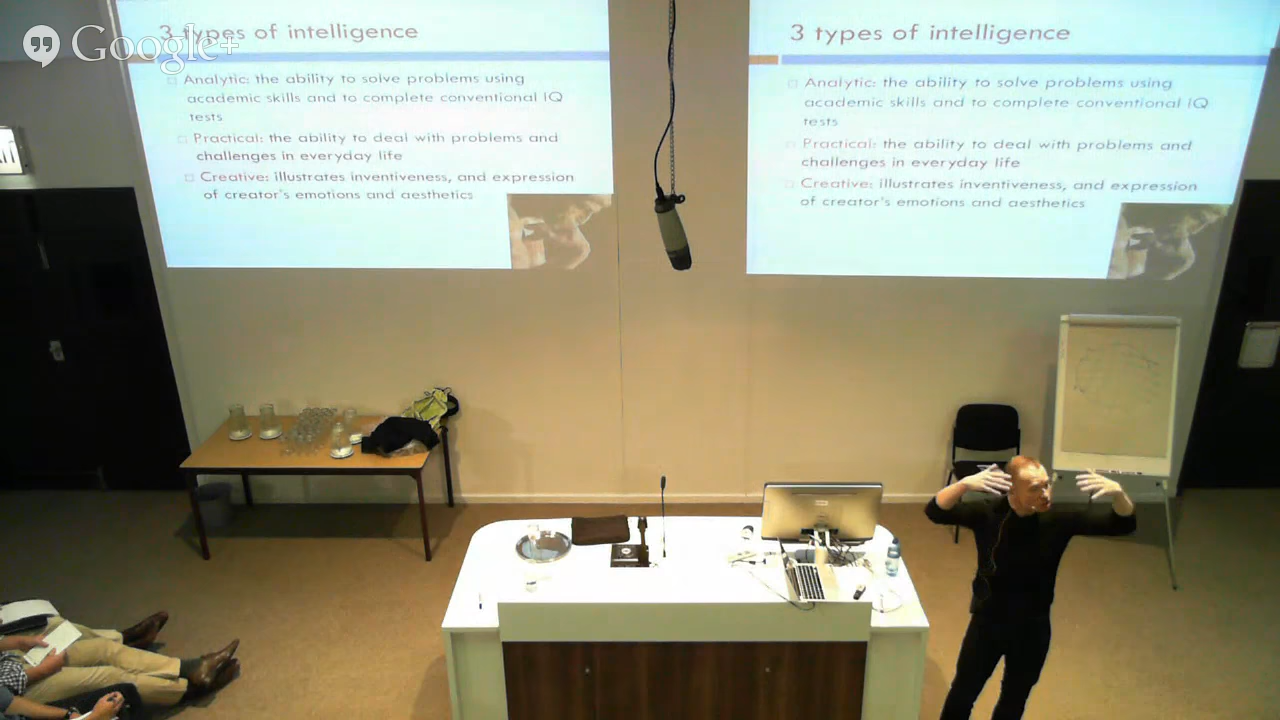 Google+
3 types of intelligence
Analytic: the ability to solve problems using
academic skills and to complete conventional IQ
tests
Practical: the ability to deal with problems and
challenges in everyday life
Creative: illustrates inventiveness, and expression
of creator's emotions and aesthetics
3 types of intelligence
Analytic: the ability to solve problems using
academic skills and to complete conventional IQ
tests
Practical: the ability to deal with problems and
challenges in everyday life
Creative: illustrates inventiveness, and expression
of creator's emotions and aesthetics